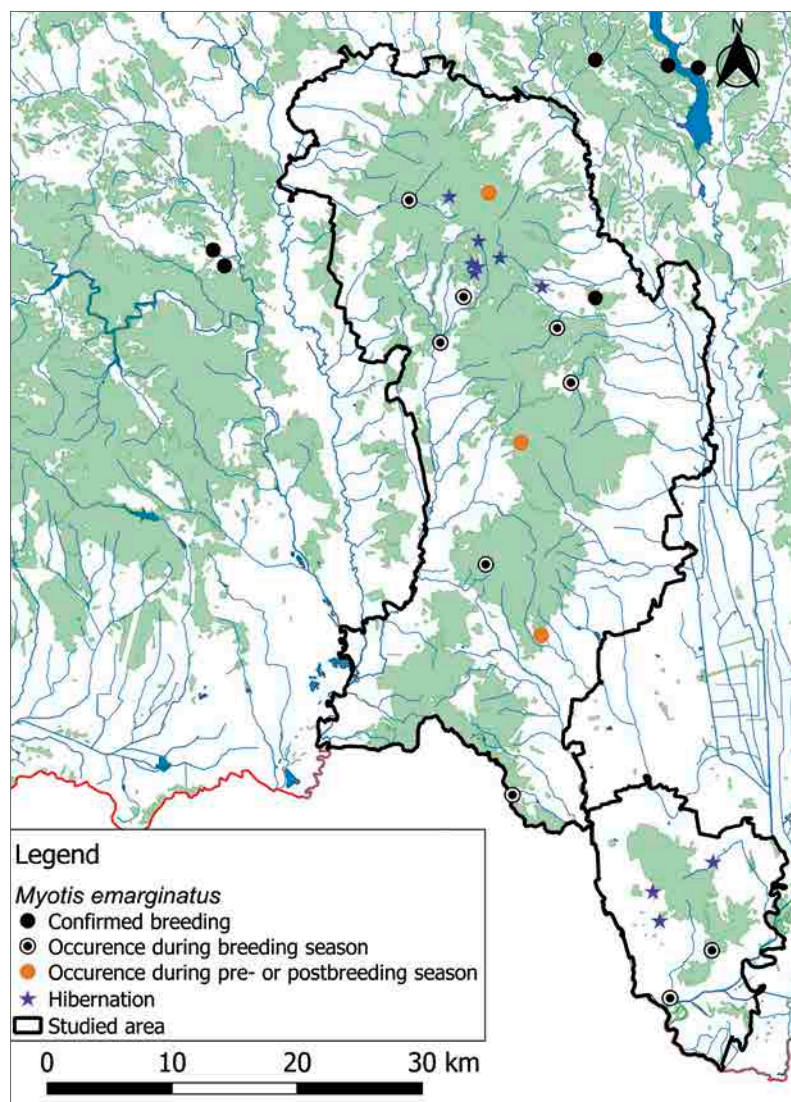 N
Legend
Myotis emarginatus
Confirmed breeding
Occurence during breeding season
Occurence during pre- or postbreeding season
Hibernation
Studied area
0 10 20 30 km